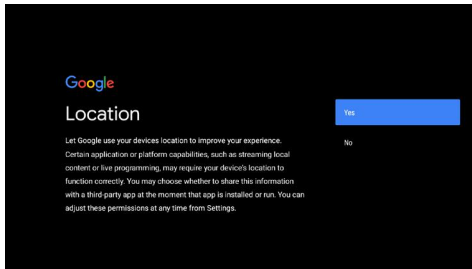 Google
Location
Let Google use your devices location to improve your experience.
Certain application or platform capabilities, such as streaming local
content or live programming, may require your device's location to
function correctly. You may choose whether to share this information
with a third-party app at the moment that app is installed or run. You can
adjust these permissions at any time from Settings.
Yes
No